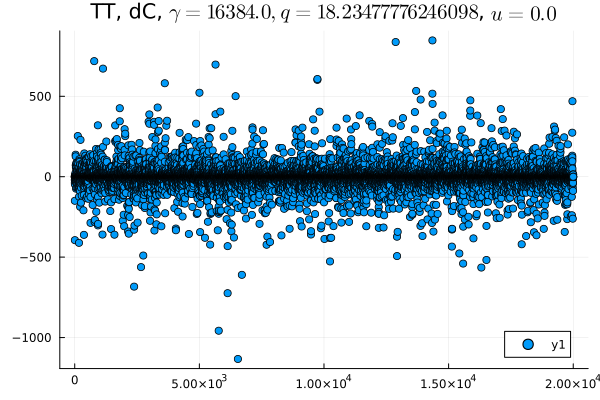 TT, dC, γ = 16384.0, q = 18.23477776246098, u = 0.0
500
0
−500
−1000
y1
0 5.00×10³ 1.00×10⁴ 1.50×10⁴ 2.00×10⁴